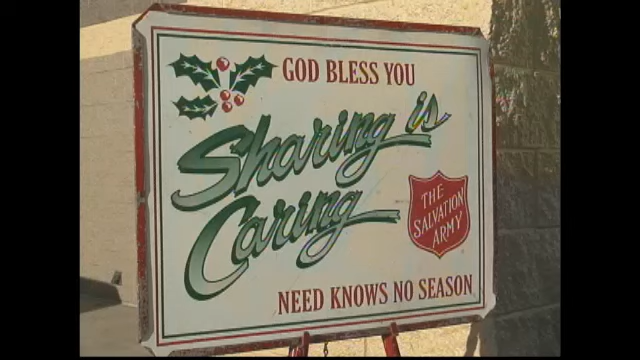 GOD BLESS YOU
Sharing is
Caring
THE
SALVATION
ARMY
NEED KNOWS NO SEASON